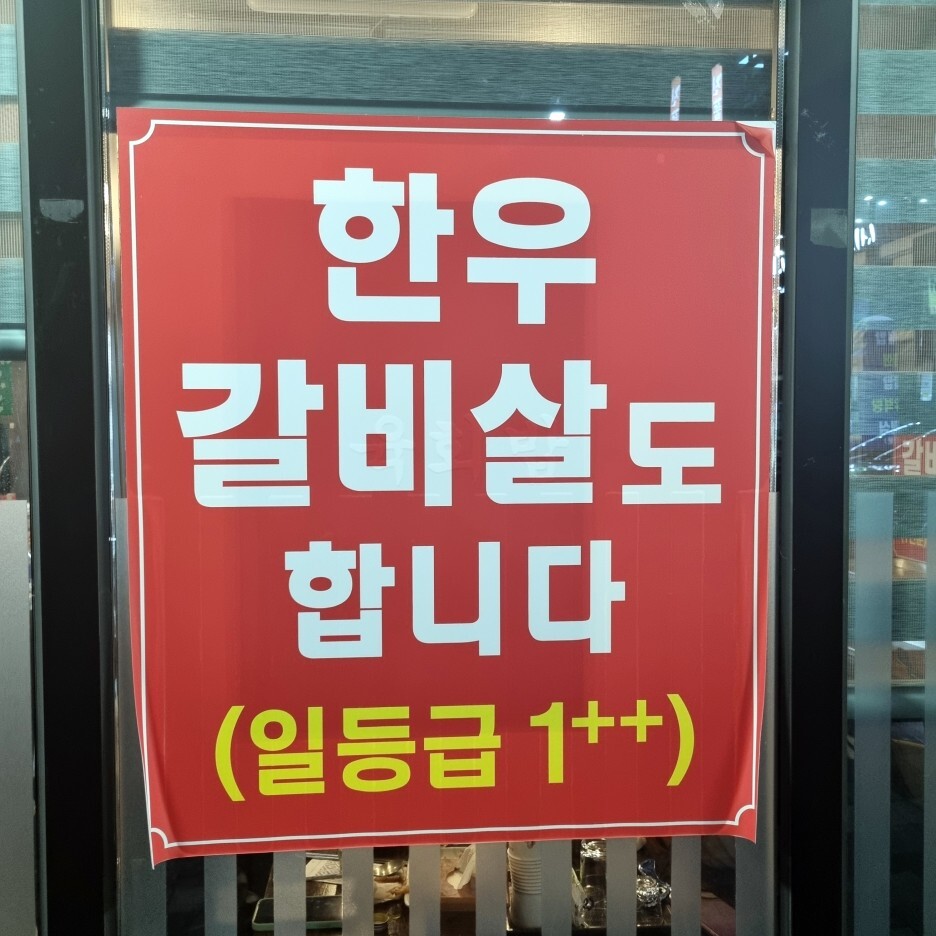 한우
갈비살도
합니다
(일등급 1++)